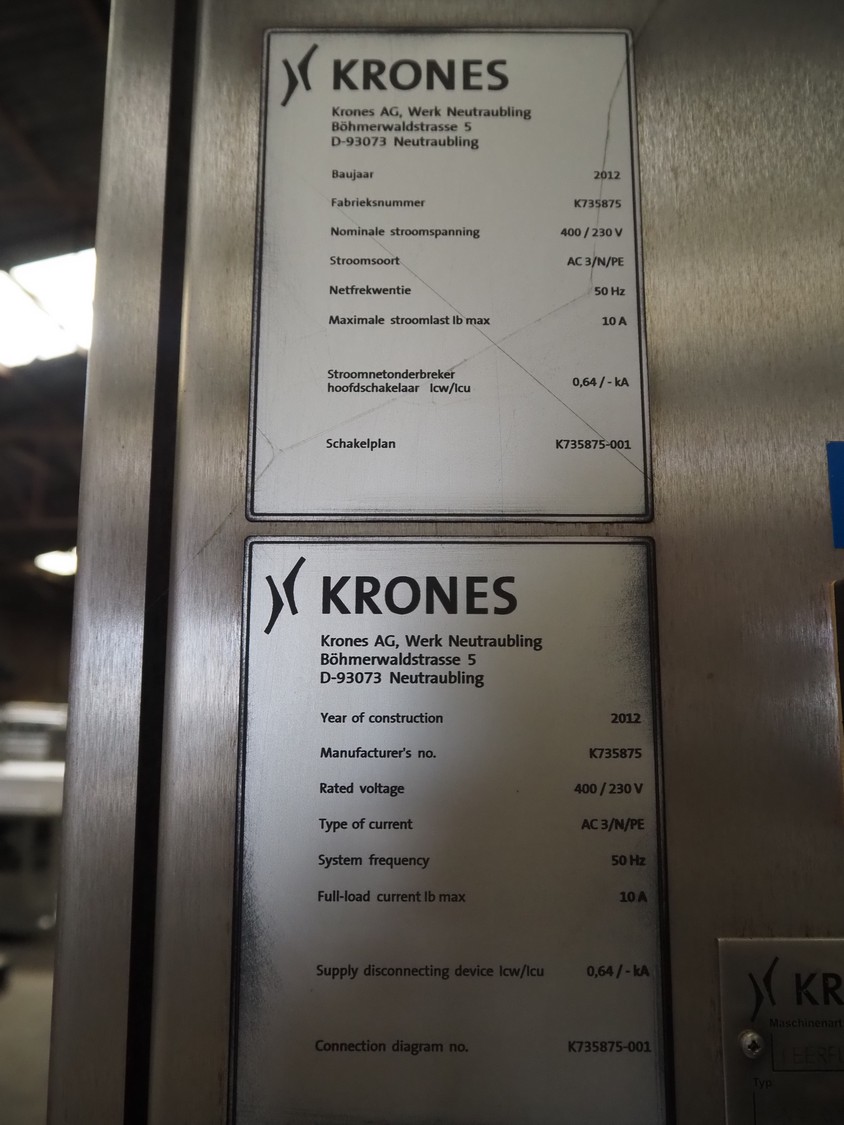 KRONES
Krones AG, Werk Neutraubling
Böhmerwaldstrasse 5
D-93073 Neutraubling
Baujaar 2012
Fabrieksnummer K735875
Nominale stroomspanning 400 / 230 V
Stroomsoort AC 3/N/PE
Netfrekwentie 50 Hz
Maximale stroomlast Ib max 10 A
Stroomnetonderbreker
hoofdschakelaar Icw/Icu 0,64 / - kA
Schakelplan K735875-001
KRONES
Krones AG, Werk Neutraubling
Böhmerwaldstrasse 5
D-93073 Neutraubling
Year of construction 2012
Manufacturer's no. K735875
Rated voltage 400 / 230 V
Type of current AC 3/N/PE
System frequency 50 Hz
Full-load current Ib max 10 A
Supply disconnecting device Icw/Icu 0,64 / - kA
Connection diagram no. K735875-001
KR
Maschinenart
Typ